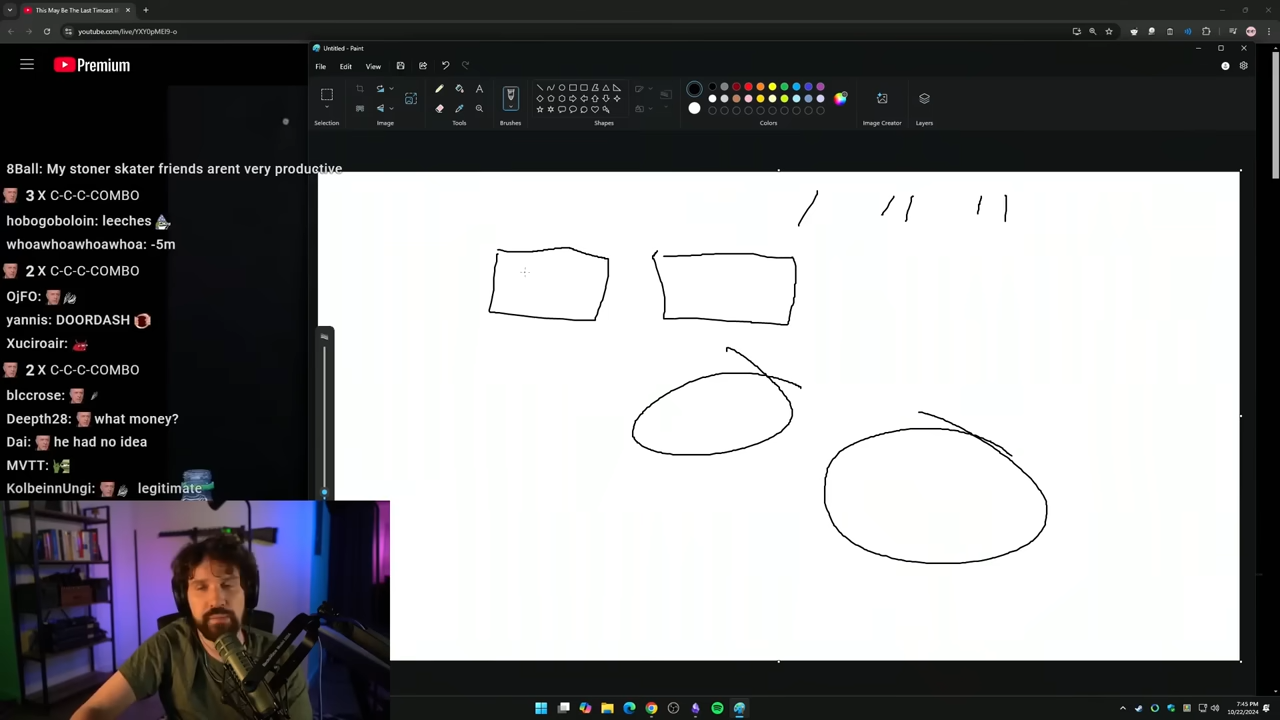 This May Be The Last Timcast I
youtube.com/live/YXY0pMEl9-o
Premium
Untitled - Paint
File Edit View
Selection
Image
Tools
Brushes
Shapes
Colors
Image Creator
Layers
8Ball: My stoner skater friends arent very productive
3 X C-C-C-COMBO
hobogoboloin: leeches
whoawhoawhoawhoa: -5m
2 X C-C-C-COMBO
OjFO:
yannis: DOORDASH
Xuciroair:
2 X C-C-C-COMBO
blccrose:
Deepth28: what money?
Dai: he had no idea
MVTT:
KolbeinnUngi: legitimate
7:45 PM
10/22/2024